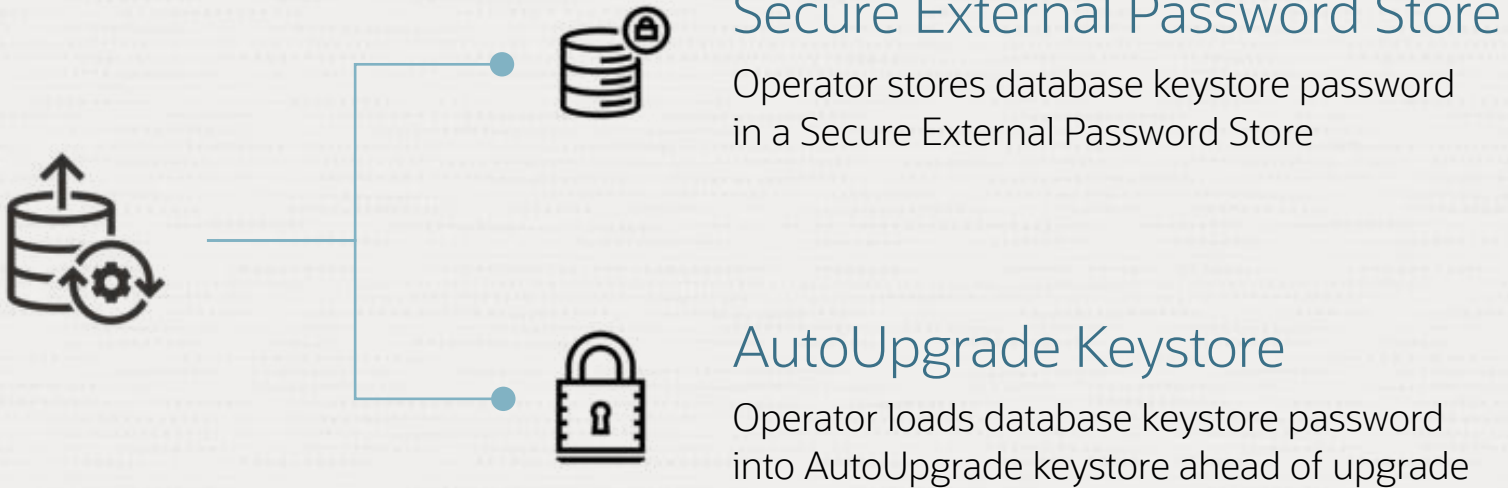 Secure External Password Store
Operator stores database keystore password
in a Secure External Password Store
AutoUpgrade Keystore
Operator loads database keystore password
into AutoUpgrade keystore ahead of upgrade